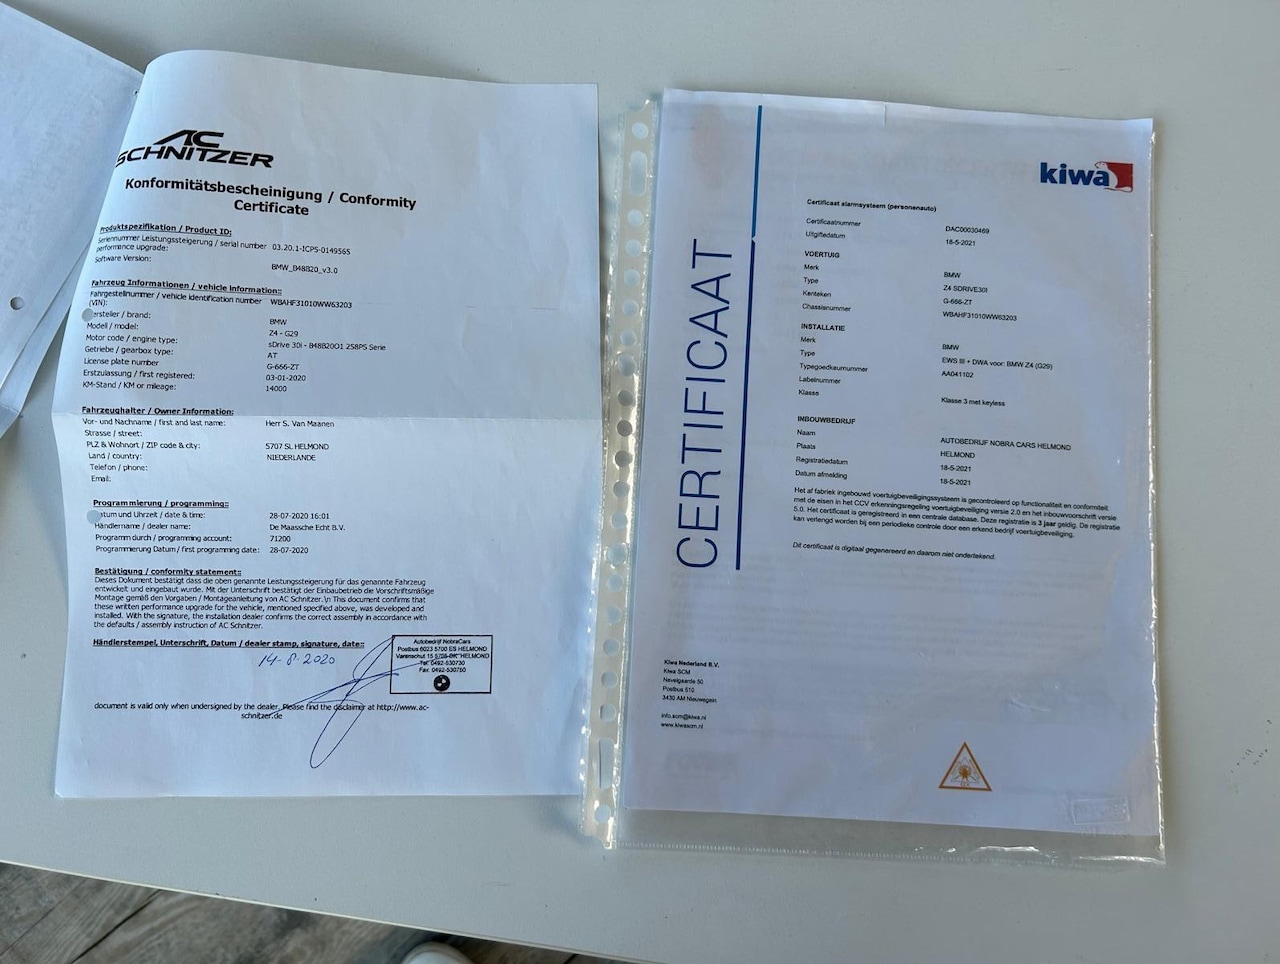 AC
SCHNITZER
Konformitätsbescheinigung / Conformity
Certificate
Produktspezifikation / Product ID:
Seriennummer Leistungssteigerung / serial number
performance upgrade: 03.20.1-ICPS-0149565
Software Version: BMW_B48B20_v3.0
Fahrzeug Informationen / vehicle information::
Fahrgestellnummer / vehicle identification number
(VIN): WBAHF31010WW63203
Hersteller / brand: BMW
Modell / model: Z4 - G29
Motor code / engine type: sDrive 30i - B48B20O1 258PS Serie
Getriebe / gearbox type: AT
License plate number G-666-ZT
Erstzulassung / first registered: 03-01-2020
KM-Stand / KM or mileage: 14000
Fahrzeughalter / Owner Information:
Vor- und Nachname / first and last name: Herr S. Van Maanen
Strasse / street:
PLZ & Wohnort / ZIP code & city: 5707 SL HELMOND
Land / country: NIEDERLANDE
Telefon / phone:
Email:
Programmierung / programming::
Datum und Uhrzeit / date & time: 28-07-2020 16:01
Händlername / dealer name: De Maassche Echt B.V.
Programm durch / programming account: 71200
Programmierung Datum / first programming date: 28-07-2020
Bestätigung / conformity statement::
Dieses Dokument bestätigt dass die oben genannte Leistungssteigerung für das genannte Fahrzeug
entwickelt und eingebaut wurde. Mit der Unterschrift bestätigt der Einbaubetrieb die Vorschriftsmäßige
Montage gemäß den Vorgaben / Montageanleitung von AC Schnitzer.\n This document confirms that
these written performance upgrade for the vehicle, mentioned specified above, was developed and
installed. With the signature, the installation dealer confirms the correct assembly in accordance with
the defaults / assembly instruction of AC Schnitzer.
Händlerstempel, Unterschrift, Datum / dealer stamp, signature, date::
14-8-2020
Autobedrijf NobraCars
Postbus 6023 5700 ES HELMOND
Varenschut 15 5705 DK HELMOND
Tel. 0492-530730
Fax. 0492-530750
document is valid only when undersigned by the dealer. Please find the disclaimer at http://www.ac-
schnitzer.de
CERTIFICAAT
kiwa
Certificaat alarmsysteem (personenauto)
Certificaatnummer DAC00030469
Uitgiftedatum 18-5-2021
VOERTUIG
Merk BMW
Type Z4 SDRIVE30I
Kenteken G-666-ZT
Chassisnummer WBAHF31010WW63203
INSTALLATIE
Merk BMW
Type EWS III + DWA voor: BMW Z4 (G29)
Typegoedkeurnummer AA041102
Labelnummer
Klasse Klasse 3 met keyless
INBOUWBEDRIJF
Naam AUTOBEDRIJF NOBRA CARS HELMOND
Plaats HELMOND
Registratiedatum 18-5-2021
Datum afmelding 18-5-2021
Het af fabriek ingebouwd voertuigbeveiligingssysteem is gecontroleerd op functionaliteit en conformiteit
met de eisen in het CCV erkenningsregeling voertuigbeveiliging versie 2.0 en het inbouwvoorschrift versie
5.0. Het certificaat is geregistreerd in een centrale database. Deze registratie is 3 jaar geldig. De registratie
kan verlengd worden bij een periodieke controle door een erkend bedrijf voertuigbeveiliging.
Dit certificaat is digitaal gegenereerd en daarom niet ondertekend.
Kiwa Nederland B.V.
Kiwa SCM
Nevelgaarde 50
Postbus 510
3430 AM Nieuwegein
info.scm@kiwa.nl
www.kiwascm.nl